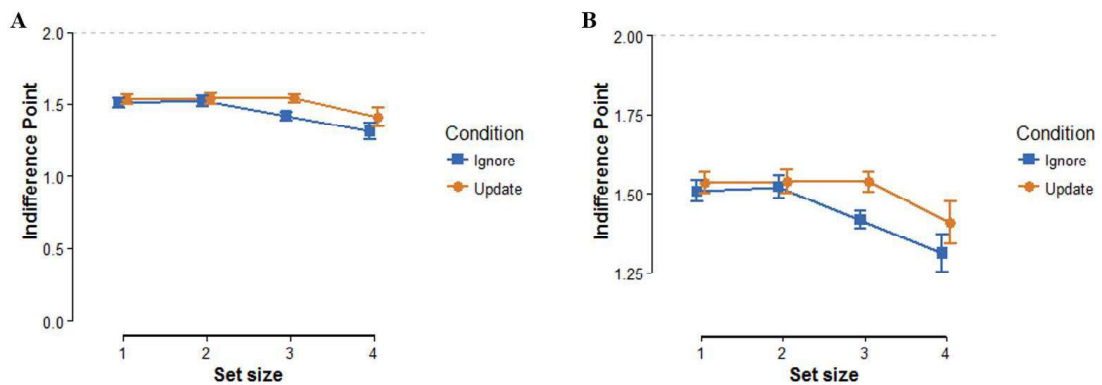 A
2.0
1.5
1.0
0.5
0.0
Indifference Point
1
2
3
4
Set size
Condition
Ignore
Update
B
2.00
1.75
1.50
1.25
Indifference Point
1
2
3
4
Set size
Condition
Ignore
Update